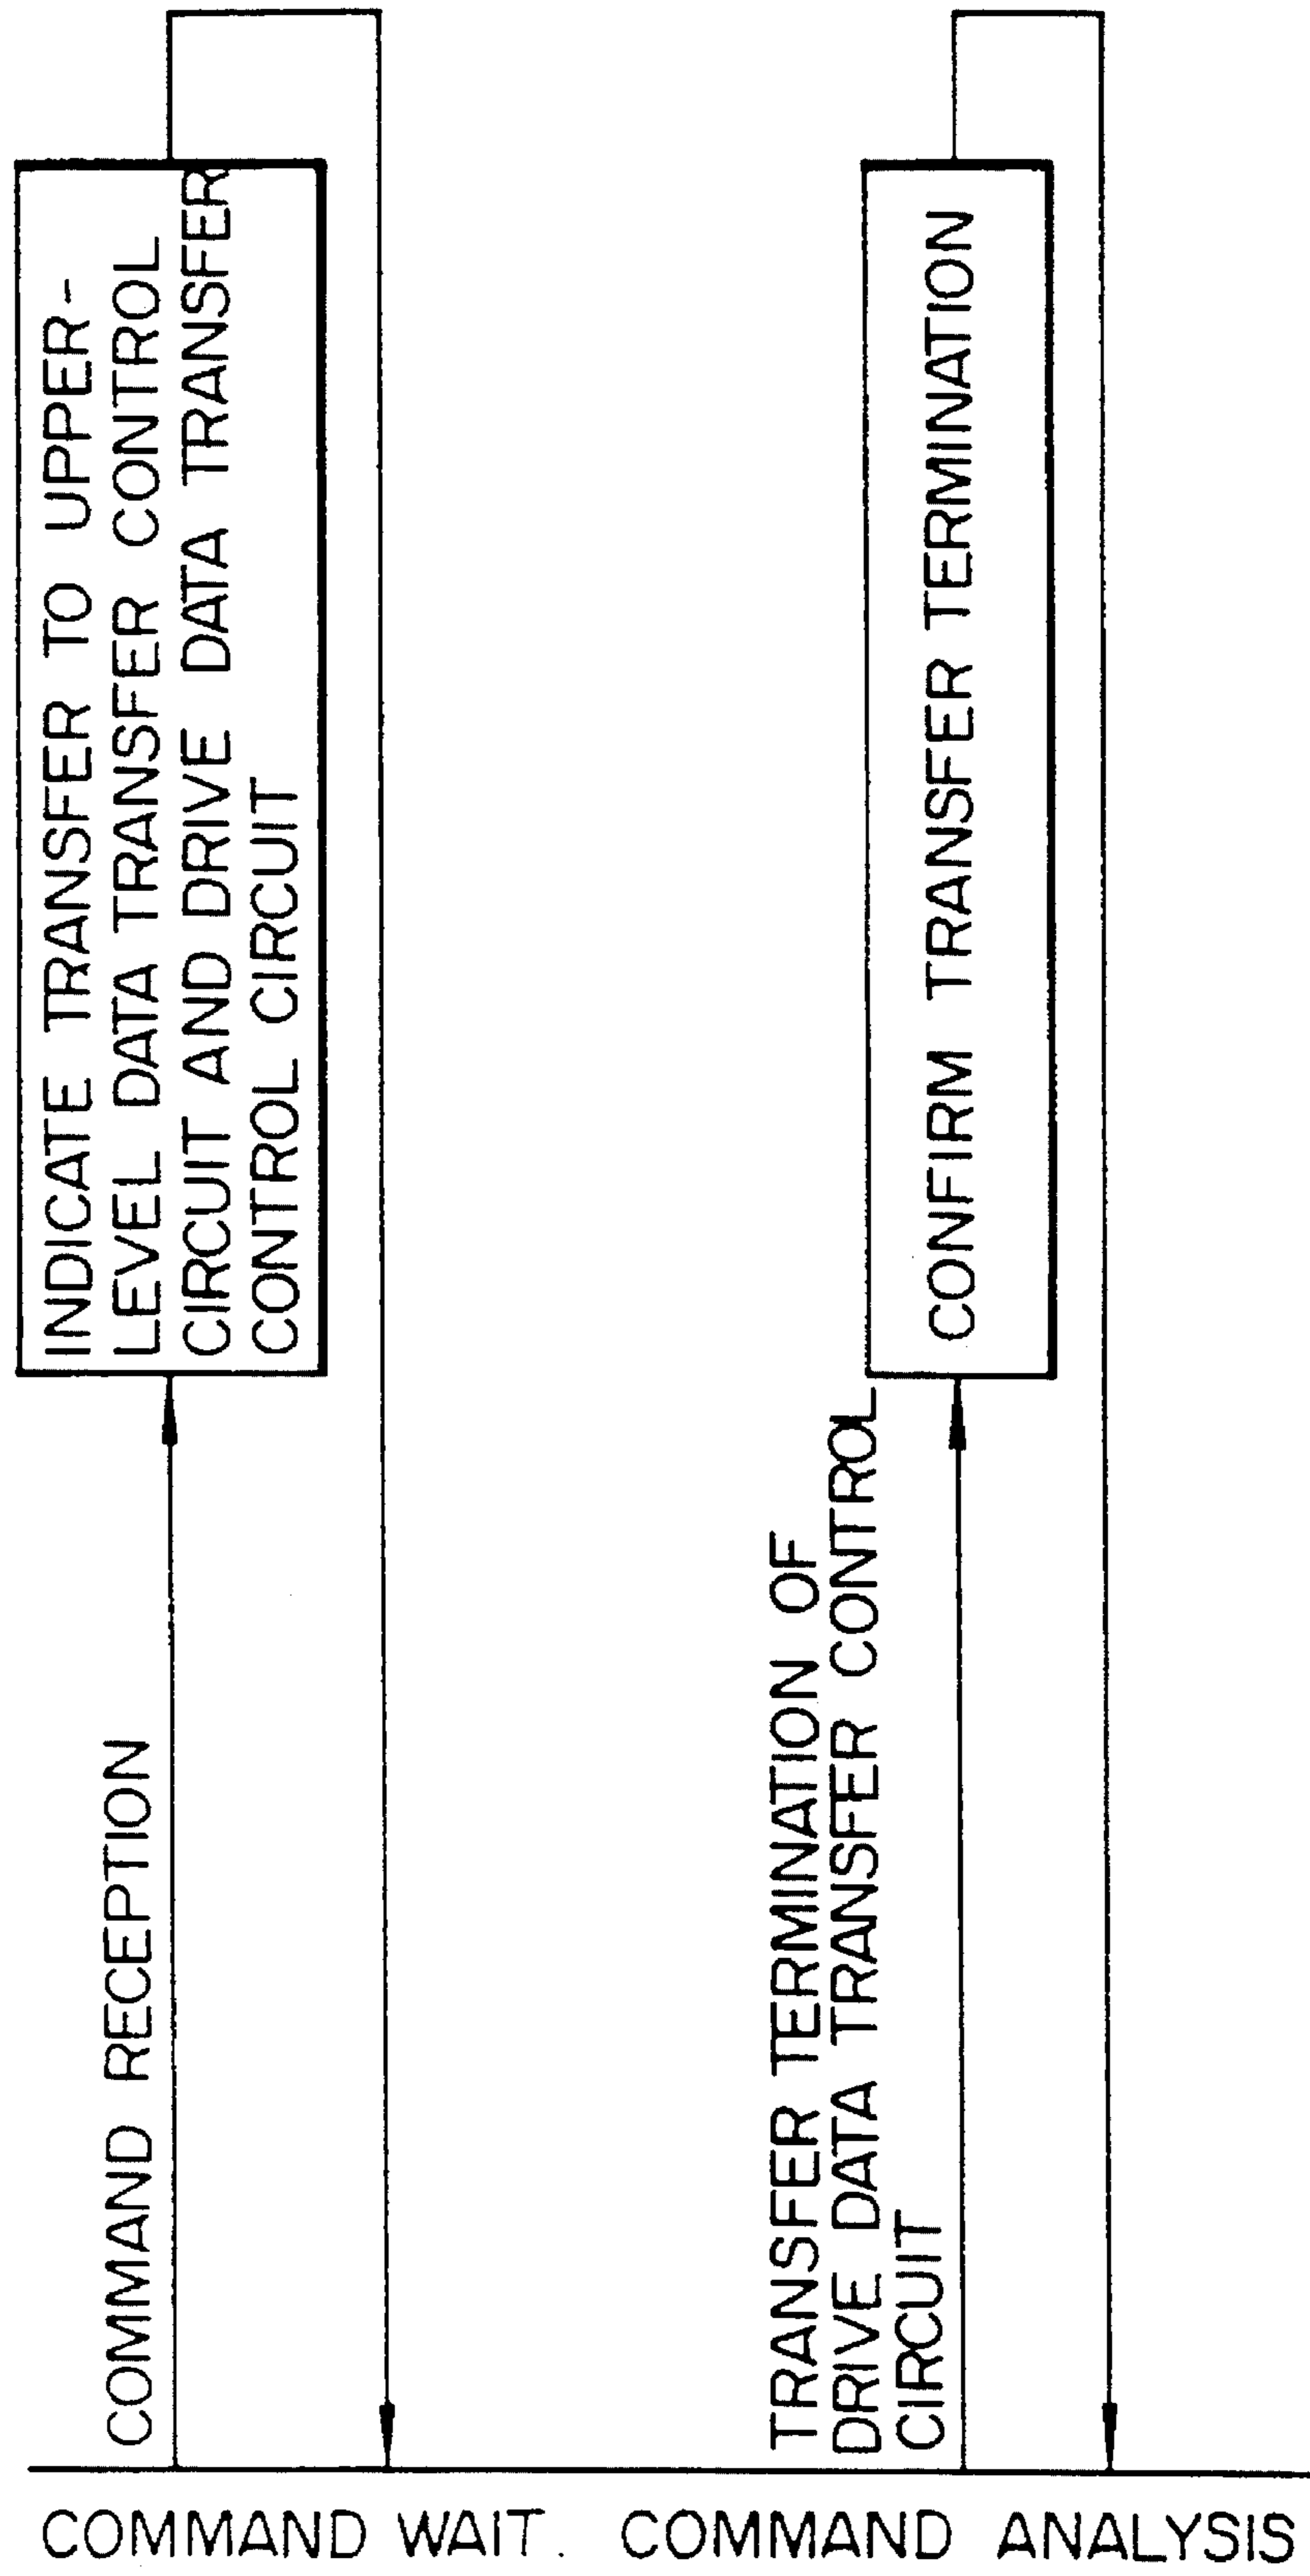 INDICATE TRANSFER TO UPPER-
LEVEL DATA TRANSFER CONTROL
CIRCUIT AND DRIVE DATA TRANSFER
CONTROL CIRCUIT
COMMAND RECEPTION
CONFIRM TRANSFER TERMINATION
TRANSFER TERMINATION OF
DRIVE DATA TRANSFER CONTROL
CIRCUIT
COMMAND WAIT. COMMAND ANALYSIS